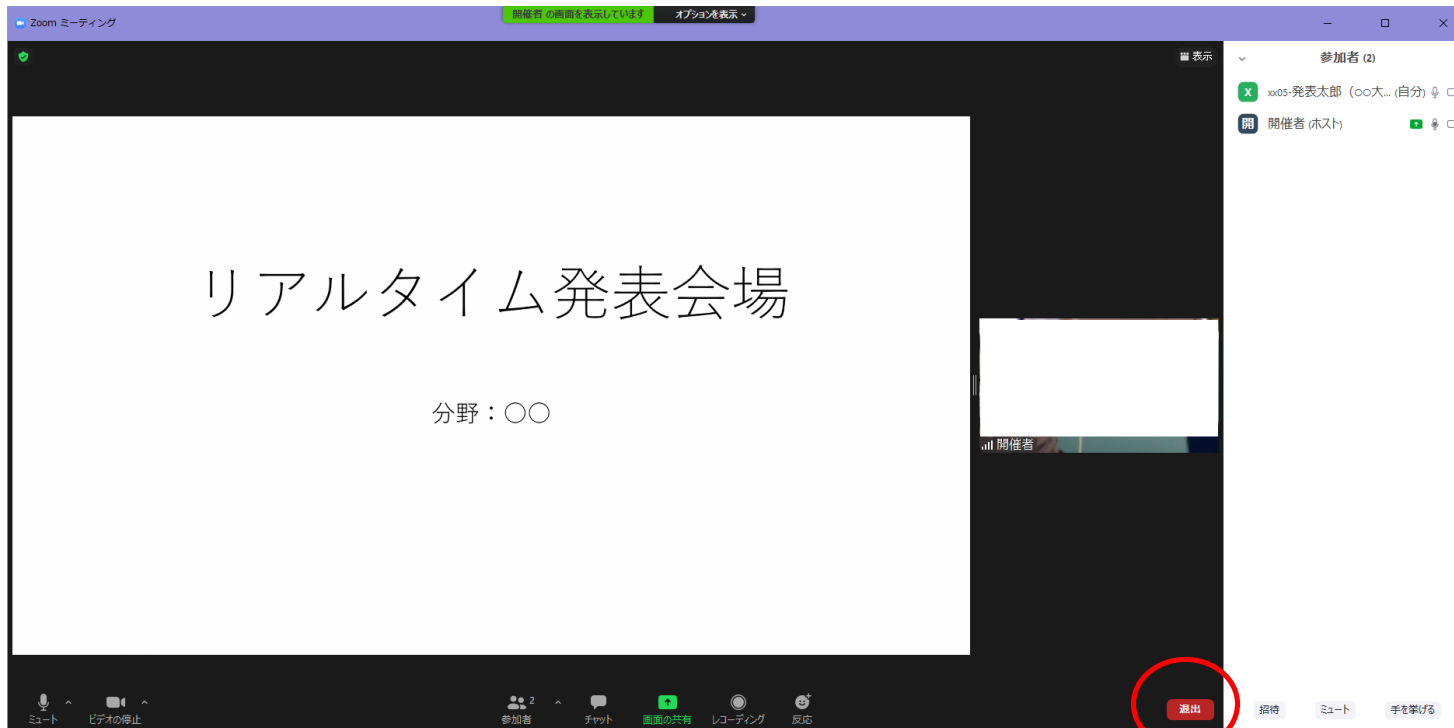 Zoom ミーティング
開催者 の画面を表示しています
オプションを表示
表示
参加者 (2)
X xx05-発表太郎（○○大... (自分)
開 開催者 (ホスト)
リアルタイム発表会場
分野：○○
開催者
ミュート
ビデオの停止
2
参加者
チャット
画面の共有
レコーディング
反応
退出
招待
ミュート
手を挙げる